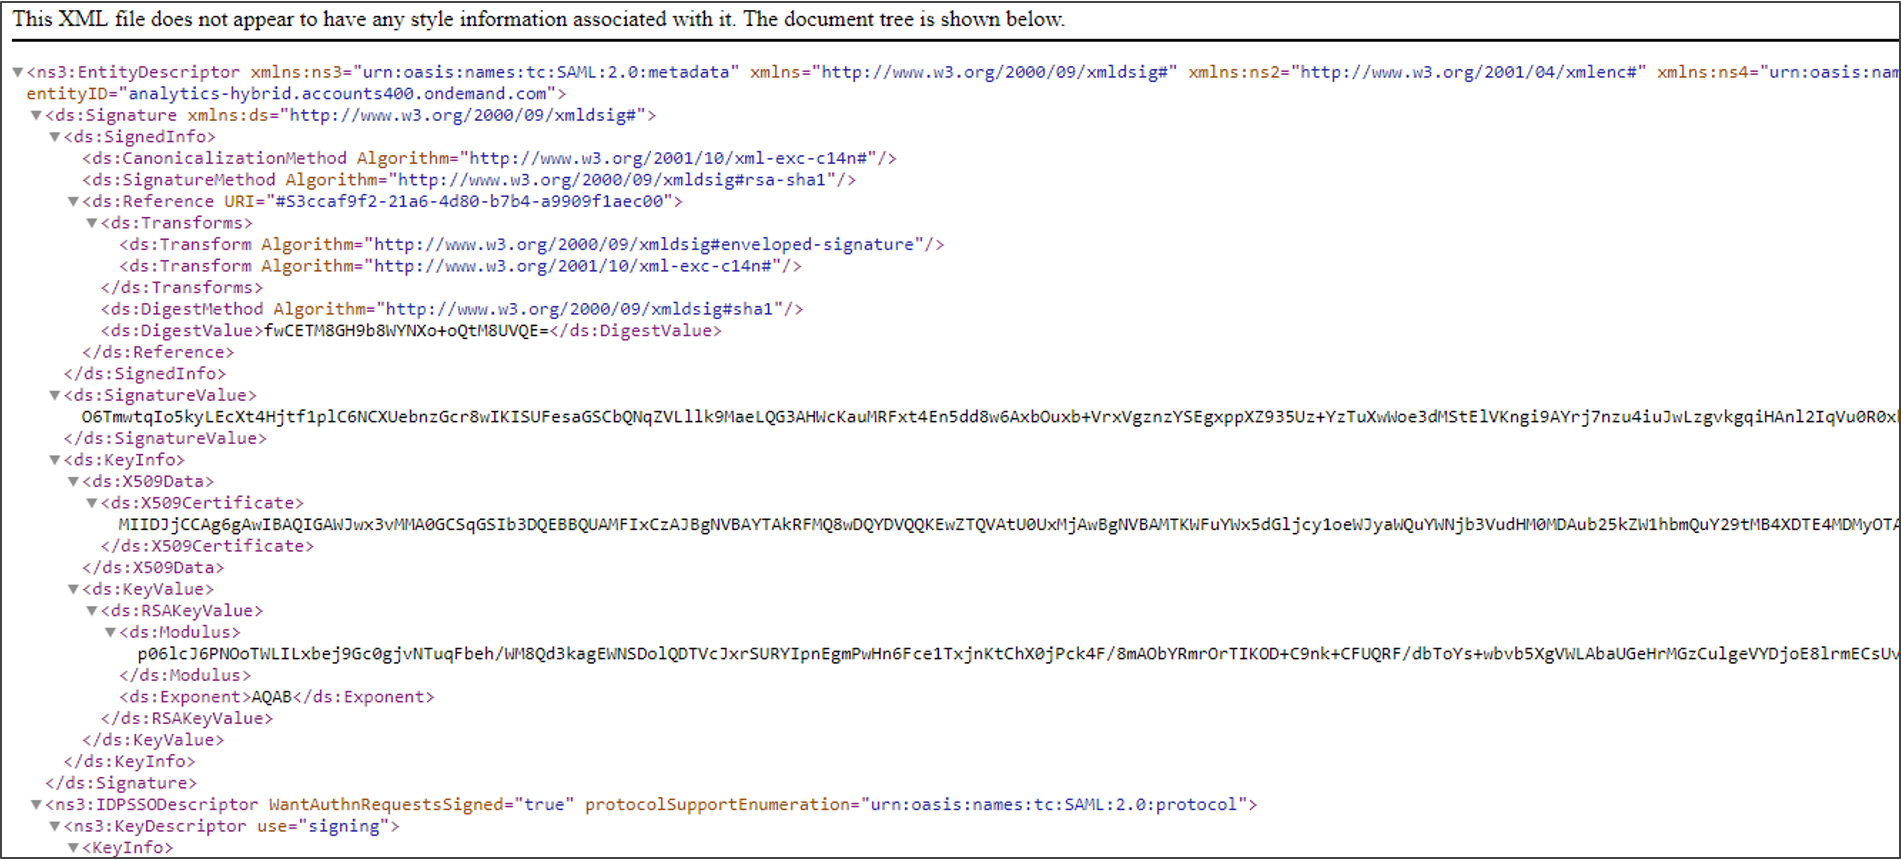 This XML file does not appear to have any style information associated with it. The document tree is shown below.
▼<ns3:EntityDescriptor xmlns:ns3="urn:oasis:names:tc:SAML:2.0:metadata" xmlns="http://www.w3.org/2000/09/xmldsig#" xmlns:ns2="http://www.w3.org/2001/04/xmlenc#" xmlns:ns4="urn:oasis:nam
entityID="analytics-hybrid.accounts400.ondemand.com">
▼<ds:Signature xmlns:ds="http://www.w3.org/2000/09/xmldsig#">
▼<ds:SignedInfo>
<ds:CanonicalizationMethod Algorithm="http://www.w3.org/2001/10/xml-exc-c14n#"/>
<ds:SignatureMethod Algorithm="http://www.w3.org/2000/09/xmldsig#rsa-sha1"/>
▼<ds:Reference URI="#S3ccaf9f2-21a6-4d80-b7b4-a9909f1aec00">
▼<ds:Transforms>
<ds:Transform Algorithm="http://www.w3.org/2000/09/xmldsig#enveloped-signature"/>
<ds:Transform Algorithm="http://www.w3.org/2001/10/xml-exc-c14n#"/>
</ds:Transforms>
<ds:DigestMethod Algorithm="http://www.w3.org/2000/09/xmldsig#sha1"/>
<ds:DigestValue>fwCETM8GH9b8WYNXo+oQtM8UVQE=</ds:DigestValue>
</ds:Reference>
</ds:SignedInfo>
▼<ds:SignatureValue>
O6TmwtqIo5kyLEcXt4Hjtf1plC6NCXUebnzGcr8wIKISUFesaGSCbQNqZVLllk9MaeLQG3AHWcKauMRFxt4En5dd8w6AxbOuxb+VrxVgznzYSEgxppXZ935Uz+YzTuXwWoe3dMStElVKngi9AYrj7nzu4iuJwLzgvkgqiHAnl2IqVu0R0x
</ds:SignatureValue>
▼<ds:KeyInfo>
▼<ds:X509Data>
▼<ds:X509Certificate>
MIIDJjCCAg6gAwIBAQIGAWJwx3vMMA0GCSqGSIb3DQEBBQUAMFIxCzAJBgNVBAYTAkRFMQ8wDQYDVQQKEwZTQVAtU0UxMjAwBgNVBAMTKWFuYWx5dGljcy1oeWJyaWQuYWNjb3VudHM0MDAub25kZW1hbmQuY29tMB4XDTE4MDMyOTA
</ds:X509Certificate>
</ds:X509Data>
▼<ds:KeyValue>
▼<ds:RSAKeyValue>
▼<ds:Modulus>
p06lcJ6PNOoTWLILxbej9Gc0gjvNTuqFbeh/WM8Qd3kagEWNSDolQDTVcJxrSURYIpnEgmPwHn6Fce1TxjnKtChX0jPck4F/8mAObYRmrOrTIKOD+C9nk+CFUQRF/dbToYs+wbvb5XgVWLAbaUGeHrMGzCulgeVYDjoE8lrmECsUv
</ds:Modulus>
<ds:Exponent>AQAB</ds:Exponent>
</ds:RSAKeyValue>
</ds:KeyValue>
</ds:KeyInfo>
</ds:Signature>
▼<ns3:IDPSSODescriptor WantAuthnRequestsSigned="true" protocolSupportEnumeration="urn:oasis:names:tc:SAML:2.0:protocol">
▼<ns3:KeyDescriptor use="signing">
▼<KeyInfo>